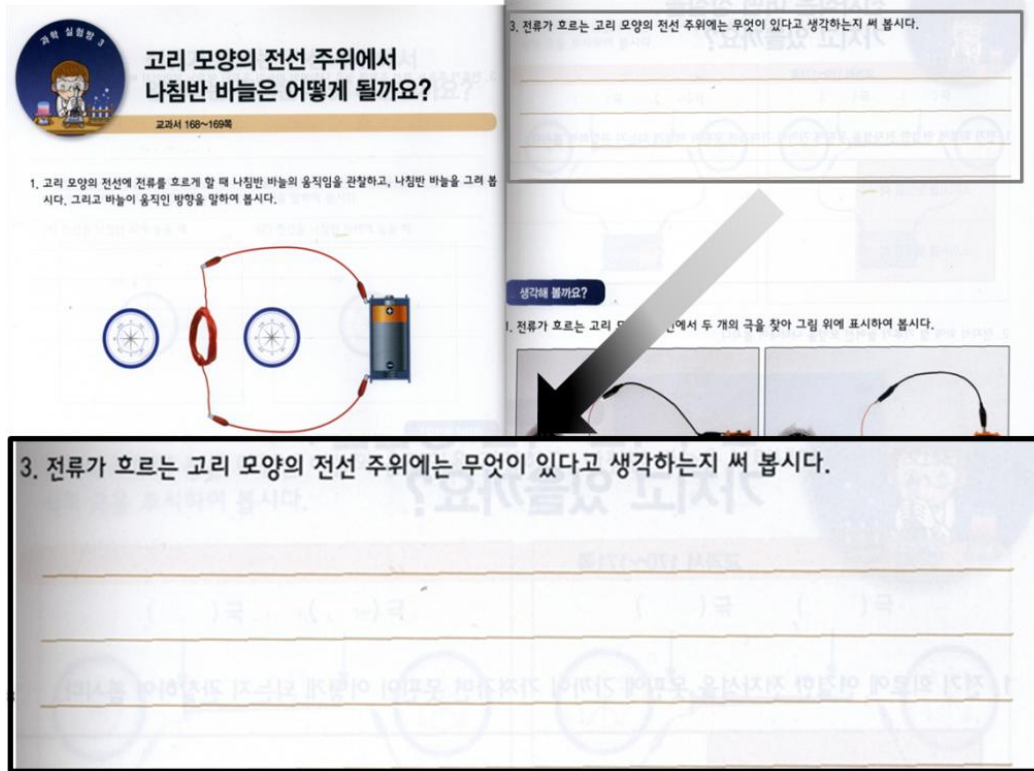 과학 실험방 3
고리 모양의 전선 주위에서
나침반 바늘은 어떻게 될까요?
교과서 168~169쪽
1. 고리 모양의 전선에 전류를 흐르게 할 때 나침반 바늘의 움직임을 관찰하고, 나침반 바늘을 그려 봅
시다. 그리고 바늘이 움직인 방향을 말하여 봅시다.
3. 전류가 흐르는 고리 모양의 전선 주위에는 무엇이 있다고 생각하는지 써 봅시다.
생각해 볼까요?
1. 전류가 흐르는 고리 에서 두 개의 극을 찾아 그림 위에 표시하여 봅시다.
3. 전류가 흐르는 고리 모양의 전선 주위에는 무엇이 있다고 생각하는지 써 봅시다.